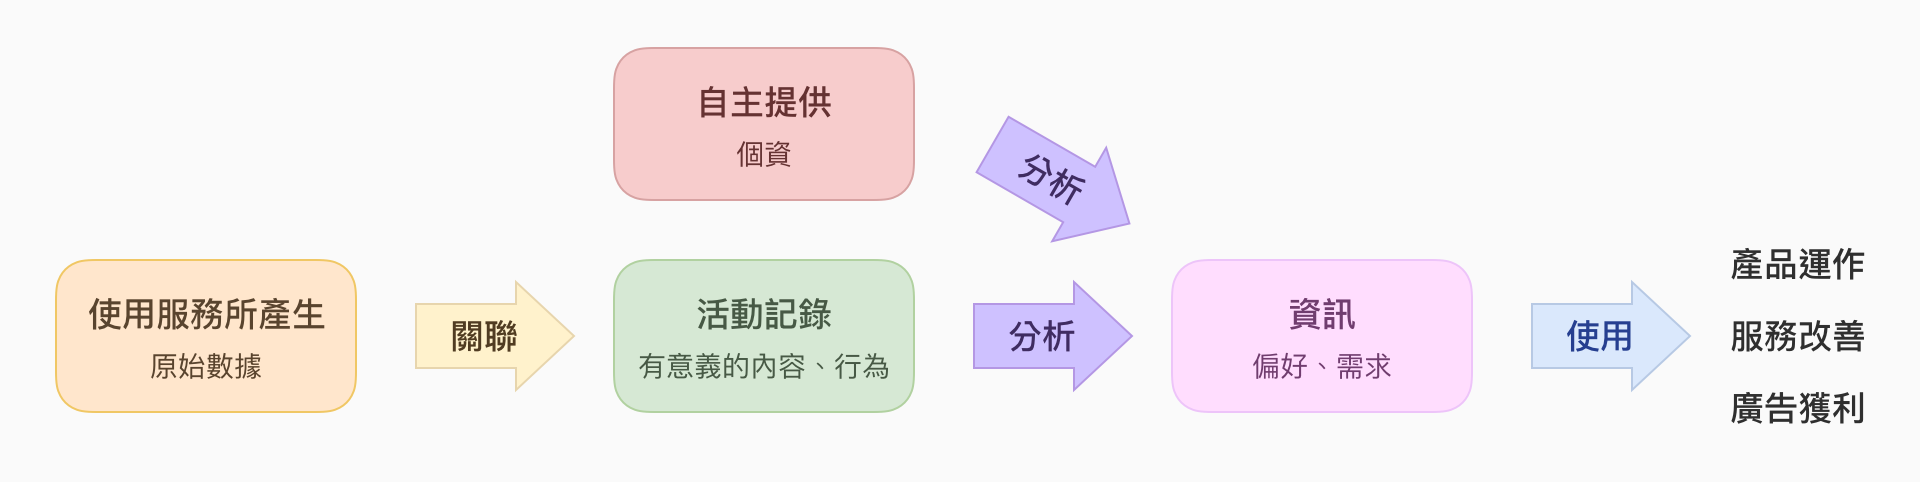 自主提供
個資
分析
使用服務所產生
原始數據
關聯
活動記錄
有意義的內容、行為
分析
資訊
偏好、需求
使用
產品運作
服務改善
廣告獲利